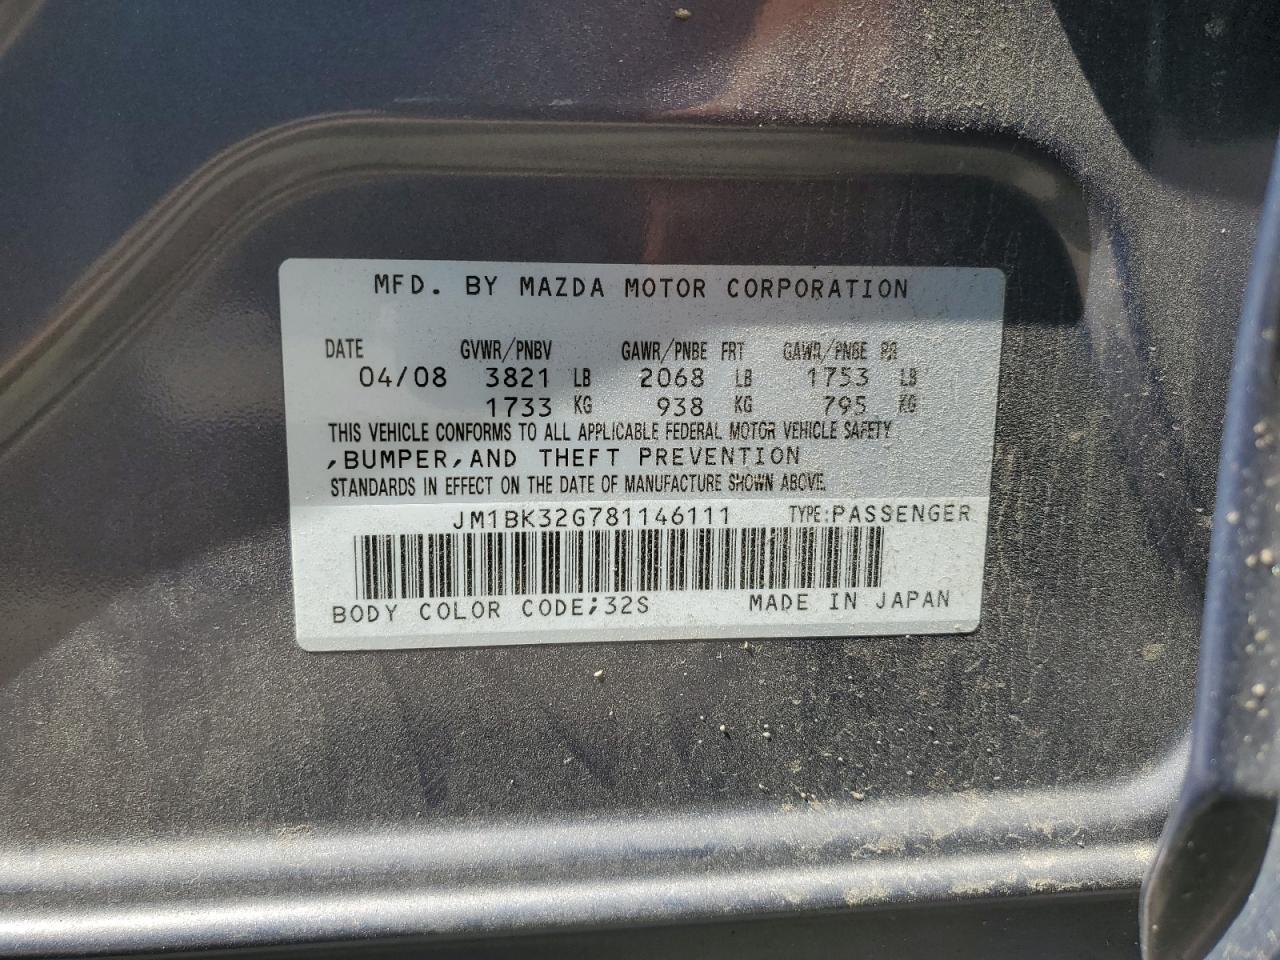 MFD. BY MAZDA MOTOR CORPORATION
DATE GVWR/PNBV GAWR/PNBE FRT GAWR/PNBE RR
04/08 3821 LB 2068 LB 1753 LB
1733 KG 938 KG 795 KG
THIS VEHICLE CONFORMS TO ALL APPLICABLE FEDERAL MOTOR VEHICLE SAFETY
,BUMPER,AND THEFT PREVENTION
STANDARDS IN EFFECT ON THE DATE OF MANUFACTURE SHOWN ABOVE.
JM1BK32G781146111 TYPE:PASSENGER
BODY COLOR CODE;32S MADE IN JAPAN